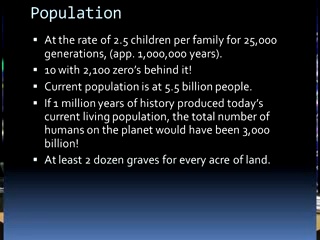 Population
At the rate of 2.5 children per family for 25,000
generations, (app. 1,000,000 years).
10 with 2,100 zero's behind it!
Current population is at 5.5 billion people.
If 1 million years of history produced today's
current living population, the total number of
humans on the planet would have been 3,000
billion!
At least 2 dozen graves for every acre of land.